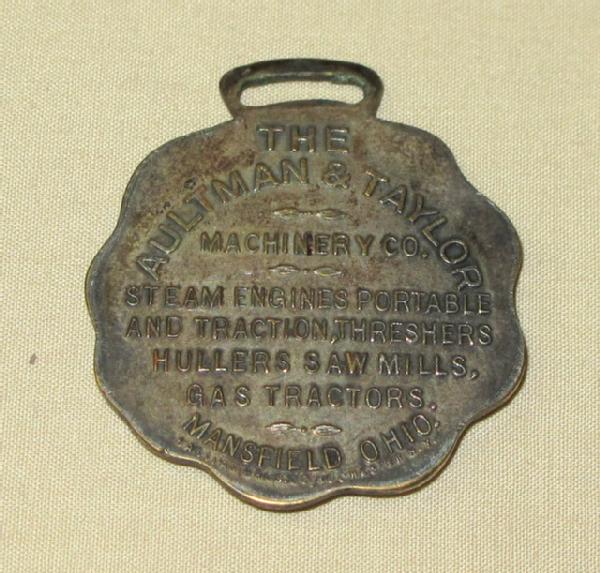 THE
AULTMAN & TAYLOR
MACHINERY CO.
STEAM ENGINES PORTABLE
AND TRACTION, THRESHERS
HULLERS SAW MILLS,
GAS TRACTORS.
MANSFIELD OHIO.